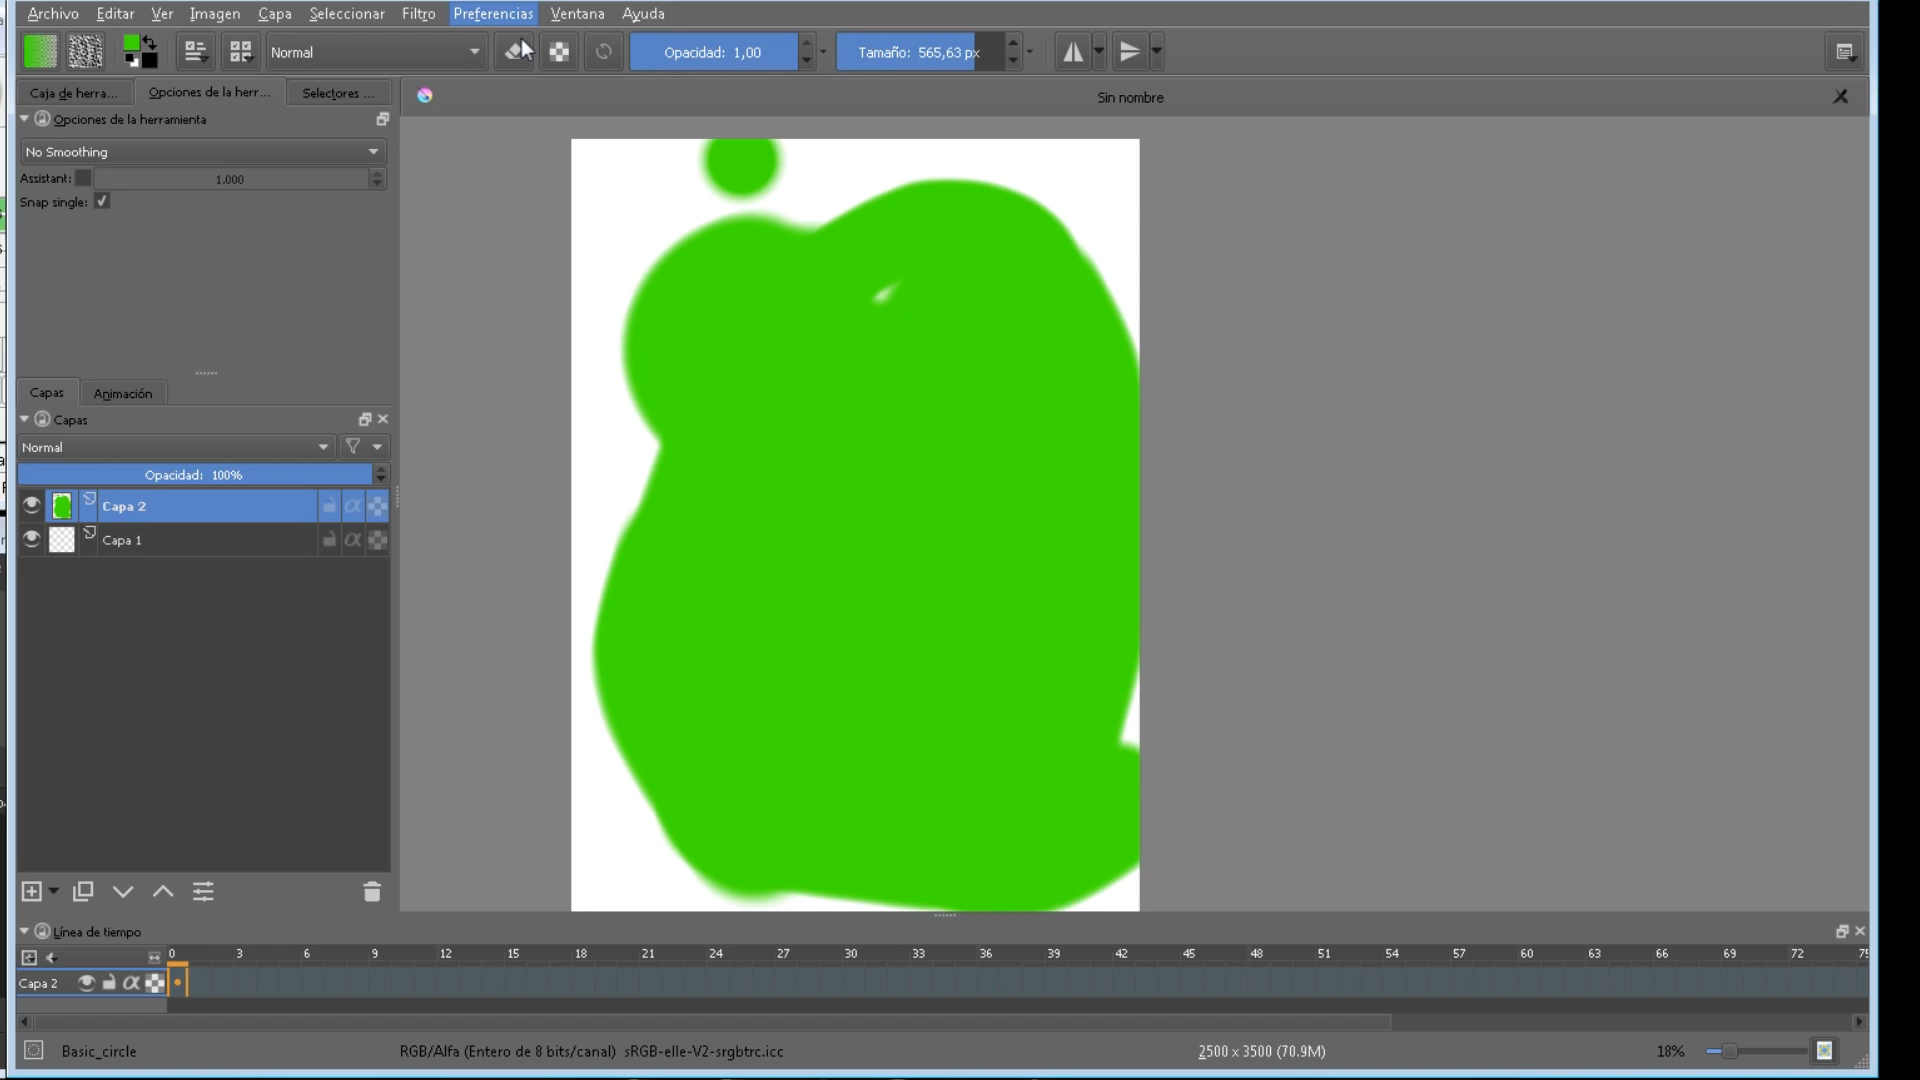 Archivo Editar Ver Imagen Capa Seleccionar Filtro Preferencias Ventana Ayuda
Normal Opacidad: 1,00 Tamaño: 565,63 px
Caja de herra... Opciones de la herr... Selectores ... Sin nombre
Opciones de la herramienta
No Smoothing
Assistant: 1.000
Snap single:
Capas Animación
Capas
Normal
Opacidad: 100%
Capa 2
Capa 1
Línea de tiempo
0 3 6 9 12 15 18 21 24 27 30 33 36 39 42 45 48 51 54 57 60 63 66 69 72 75
Capa 2
Basic_circle RGB/Alfa (Entero de 8 bits/canal) sRGB-elle-V2-srgbtrc.icc 2500 x 3500 (70.9M) 18%